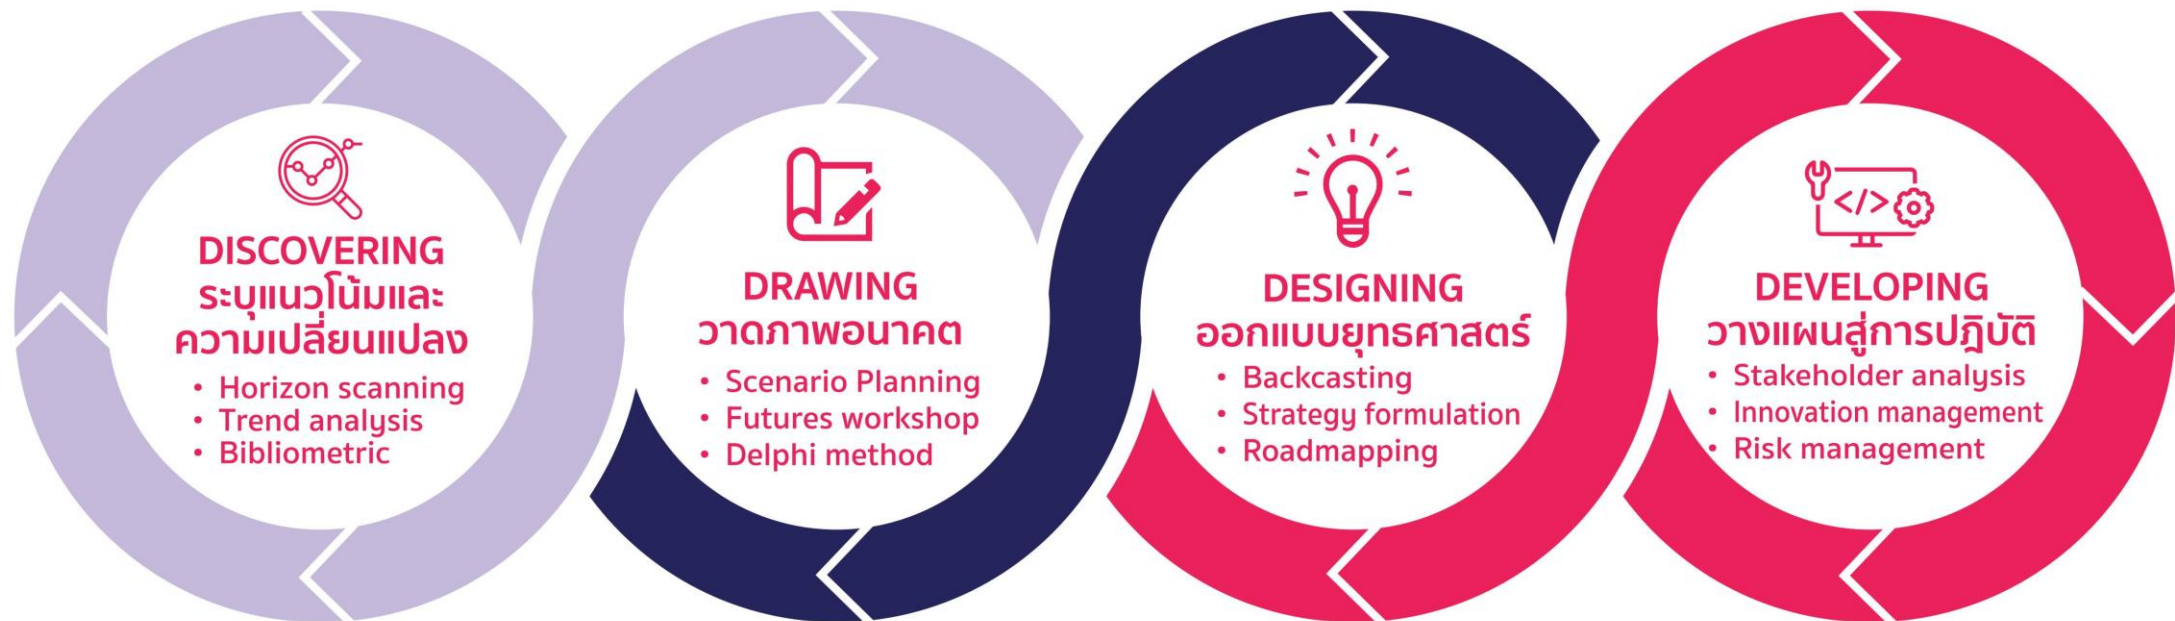 DISCOVERING
ระบุแนวโน้มและ
ความเปลี่ยนแปลง
• Horizon scanning
• Trend analysis
• Bibliometric
DRAWING
วาดภาพอนาคต
• Scenario Planning
• Futures workshop
• Delphi method
DESIGNING
ออกแบบยุทธศาสตร์
• Backcasting
• Strategy formulation
• Roadmapping
</>
DEVELOPING
วางแผนสู่การปฏิบัติ
• Stakeholder analysis
• Innovation management
• Risk management